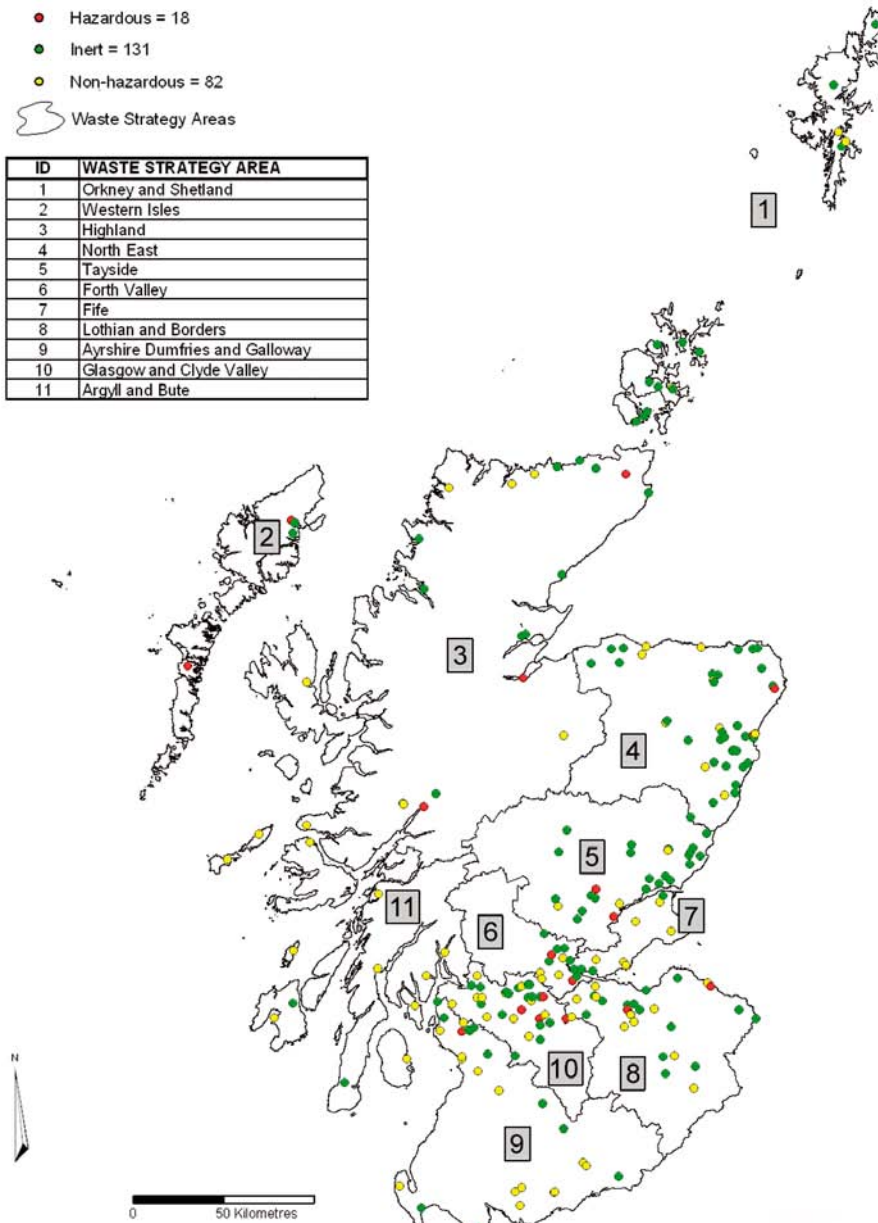 Hazardous = 18
Inert = 131
Non-hazardous = 82
Waste Strategy Areas
ID WASTE STRATEGY AREA
1 Orkney and Shetland
2 Western Isles
3 Highland
4 North East
5 Tayside
6 Forth Valley
7 Fife
8 Lothian and Borders
9 Ayrshire Dumfries and Galloway
10 Glasgow and Clyde Valley
11 Argyll and Bute
1
2
3
4
5
11
7
6
10
8
9
N
0 50 Kilometres